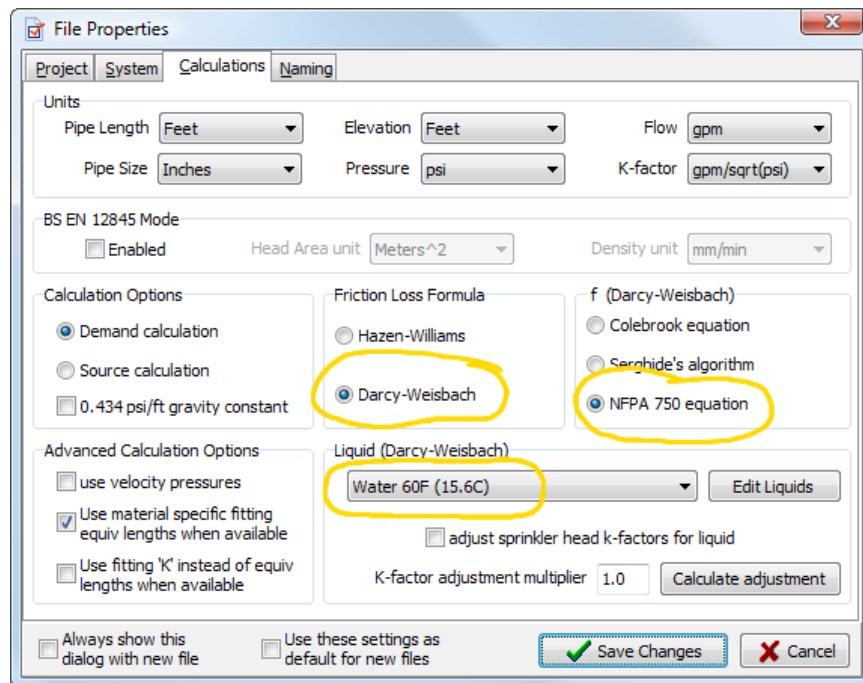 File Properties
Project System Calculations Naming
Units
Pipe Length Feet Elevation Feet Flow gpm
Pipe Size Inches Pressure psi K-factor gpm/sqrt(psi)
BS EN 12845 Mode
Enabled Head Area unit Meters^2 Density unit mm/min
Calculation Options
Demand calculation
Source calculation
0.434 psi/ft gravity constant
Friction Loss Formula
Hazen-Williams
Darcy-Weisbach
f (Darcy-Weisbach)
Colebrook equation
Serghide's algorithm
NFPA 750 equation
Advanced Calculation Options
use velocity pressures
Use material specific fitting
equiv lengths when available
Use fitting 'K' instead of equiv
lengths when available
Liquid (Darcy-Weisbach)
Water 60F (15.6C) Edit Liquids
adjust sprinkler head k-factors for liquid
K-factor adjustment multiplier 1.0 Calculate adjustment
Always show this
dialog with new file
Use these settings as
default for new files
Save Changes Cancel